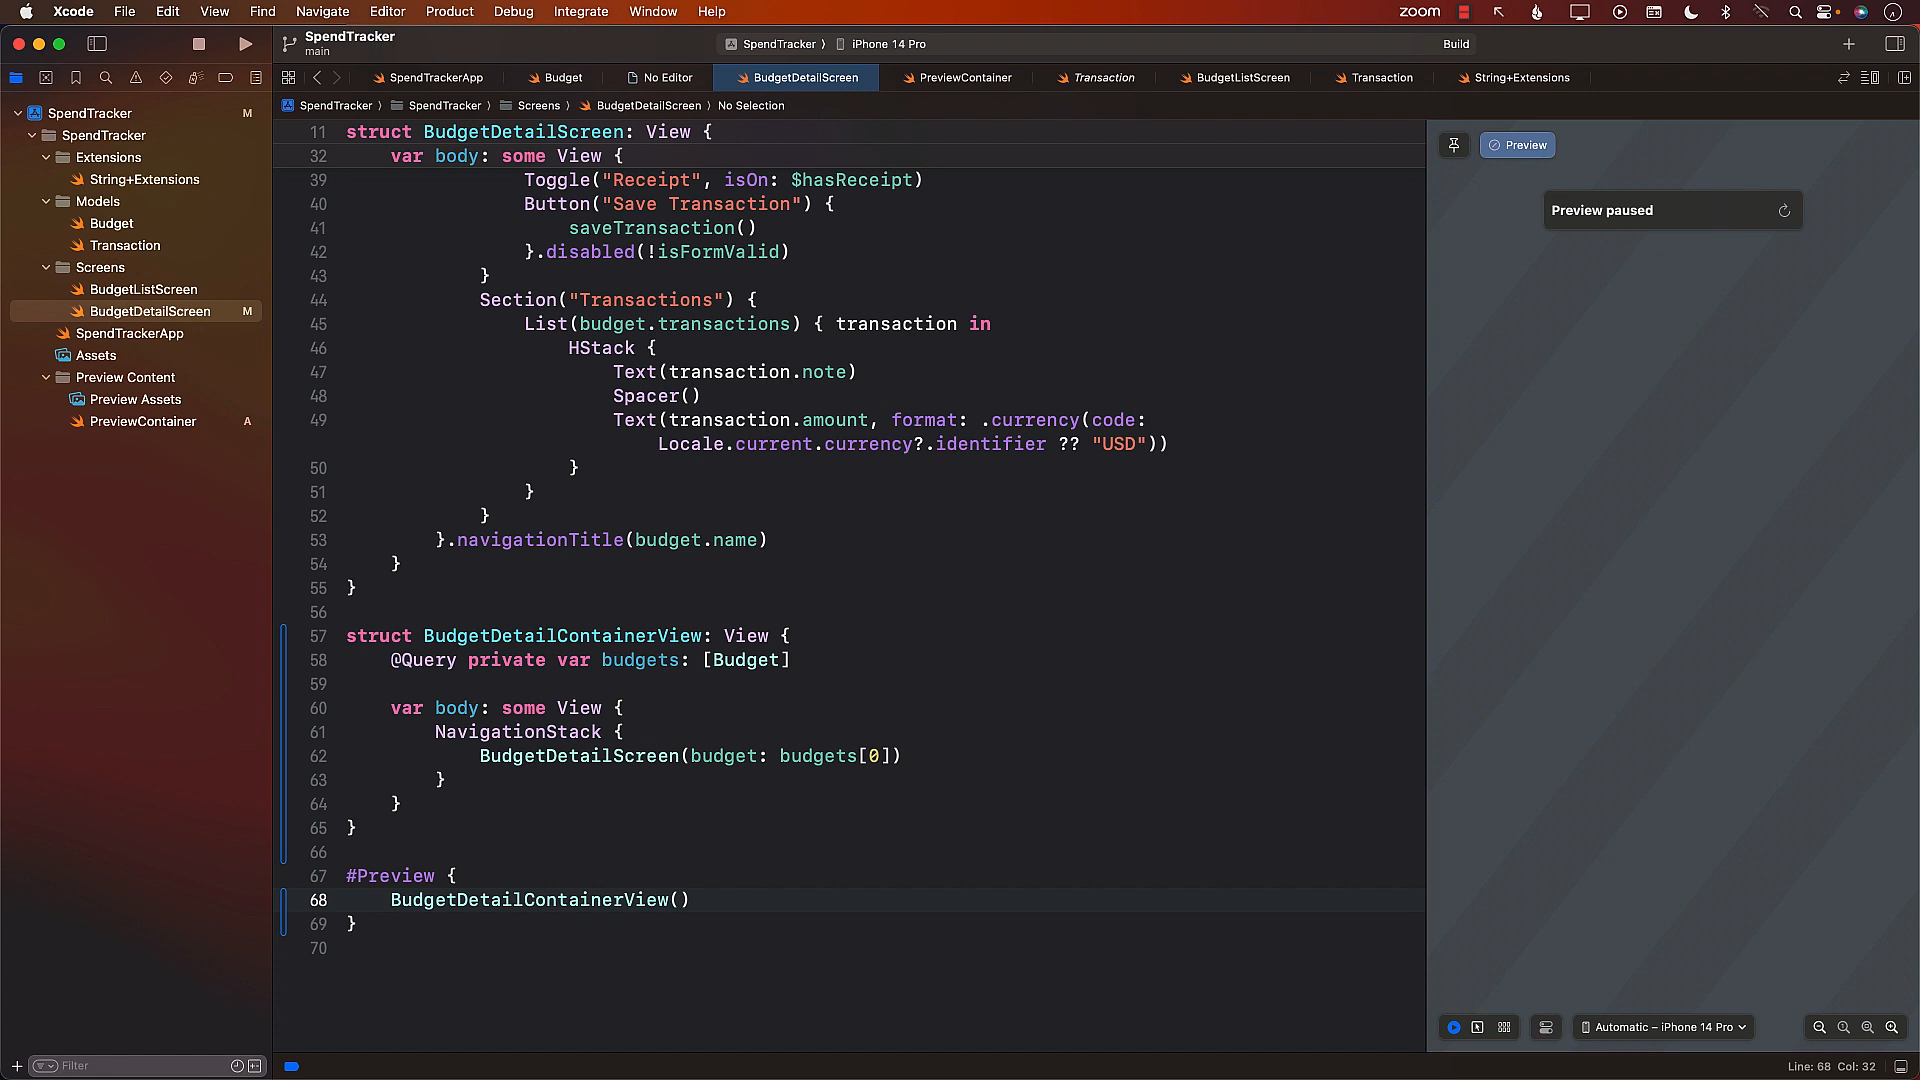 Xcode File Edit View Find Navigate Editor Product Debug Integrate Window Help zoom
SpendTracker
main
SpendTracker ⟩ iPhone 14 Pro Build
SpendTrackerApp Budget No Editor BudgetDetailScreen PreviewContainer Transaction BudgetListScreen Transaction String+Extensions
SpendTracker ⟩ SpendTracker ⟩ Screens ⟩ BudgetDetailScreen ⟩ No Selection
SpendTracker M
SpendTracker
Extensions
String+Extensions
Models
Budget
Transaction
Screens
BudgetListScreen
BudgetDetailScreen M
SpendTrackerApp
Assets
Preview Content
Preview Assets
PreviewContainer A
Filter
11 struct BudgetDetailScreen: View {
32 var body: some View {
39 Toggle("Receipt", isOn: $hasReceipt)
40 Button("Save Transaction") {
41 saveTransaction()
42 }.disabled(!isFormValid)
43 }
44 Section("Transactions") {
45 List(budget.transactions) { transaction in
46 HStack {
47 Text(transaction.note)
48 Spacer()
49 Text(transaction.amount, format: .currency(code:
Locale.current.currency?.identifier ?? "USD"))
50 }
51 }
52 }
53 }.navigationTitle(budget.name)
54 }
55 }
56
57 struct BudgetDetailContainerView: View {
58 @Query private var budgets: [Budget]
59
60 var body: some View {
61 NavigationStack {
62 BudgetDetailScreen(budget: budgets[0])
63 }
64 }
65 }
66
67 #Preview {
68 BudgetDetailContainerView()
69 }
70
Preview
Preview paused
Automatic – iPhone 14 Pro
Line: 68 Col: 32